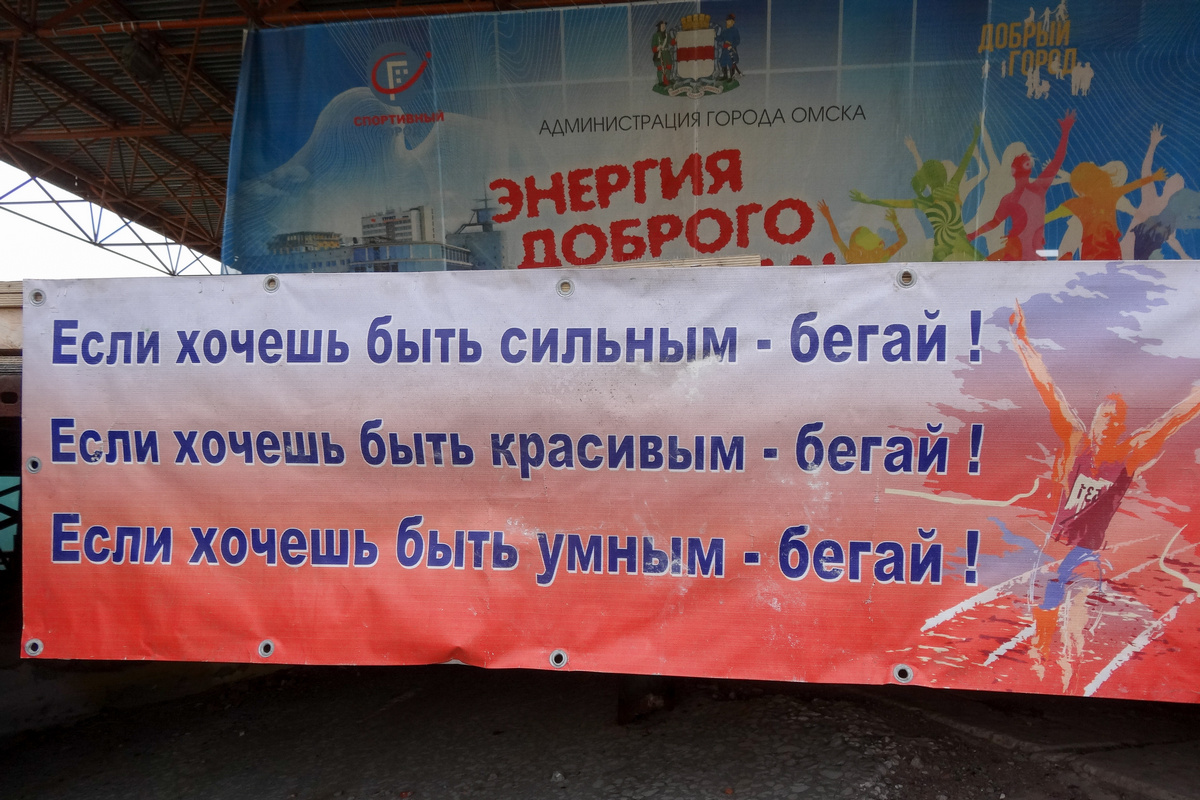 СПОРТИВНЫЙ
АДМИНИСТРАЦИЯ ГОРОДА ОМСКА
ДОБРЫЙ
ГОРОД
ЭНЕРГИЯ
ДОБРОГО
Если хочешь быть сильным - бегай !
Если хочешь быть красивым - бегай !
Если хочешь быть умным - бегай !